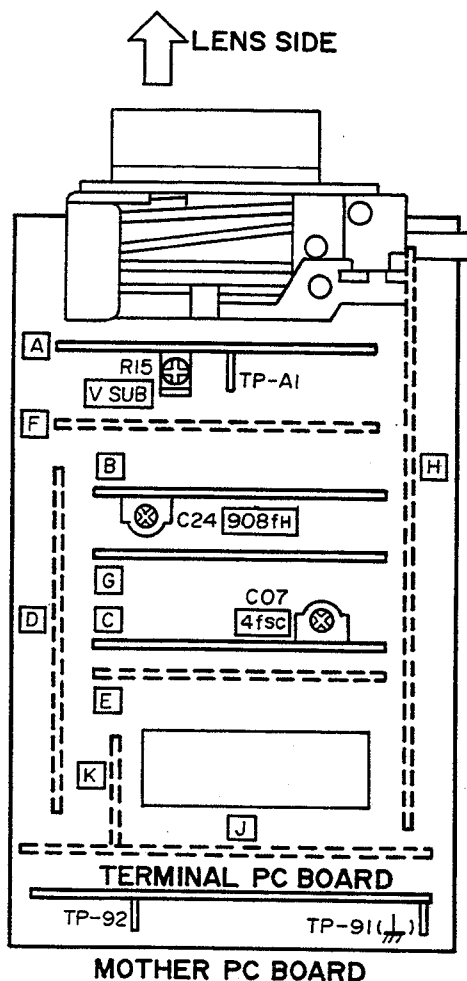 LENS SIDE
A
R15
TP-A1
V SUB
F
B
H
C24 908fH
G
D
C
C07
4fsc
E
K
J
TERMINAL PC BOARD
TP-92
TP-91(⏚)
MOTHER PC BOARD